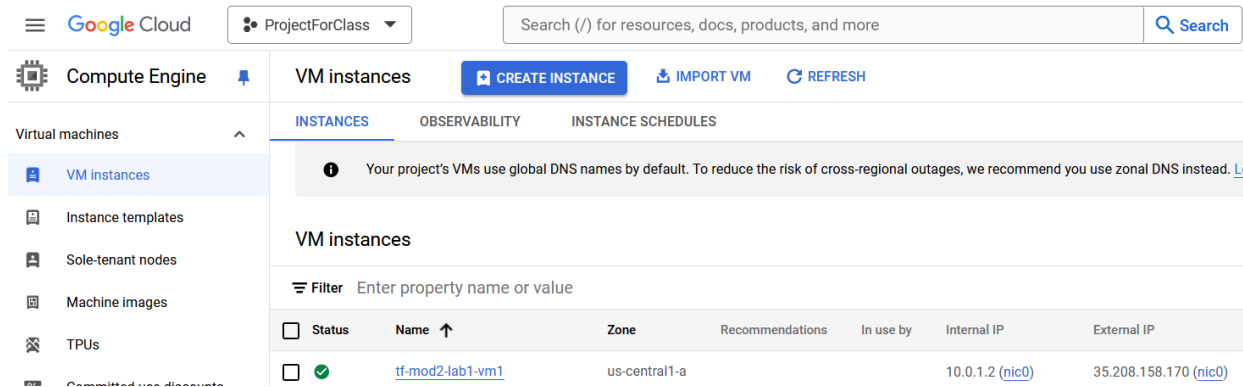 Google Cloud
ProjectForClass
Search (/) for resources, docs, products, and more
Search
Compute Engine
VM instances
CREATE INSTANCE
IMPORT VM
REFRESH
Virtual machines
INSTANCES
OBSERVABILITY
INSTANCE SCHEDULES
VM instances
Instance templates
Sole-tenant nodes
Machine images
TPUs
Committed use discounts
Your project's VMs use global DNS names by default. To reduce the risk of cross-regional outages, we recommend you use zonal DNS instead.
VM instances
Filter Enter property name or value
Status Name Zone Recommendations In use by Internal IP External IP
tf-mod2-lab1-vm1 us-central1-a 10.0.1.2 (nic0) 35.208.158.170 (nic0)